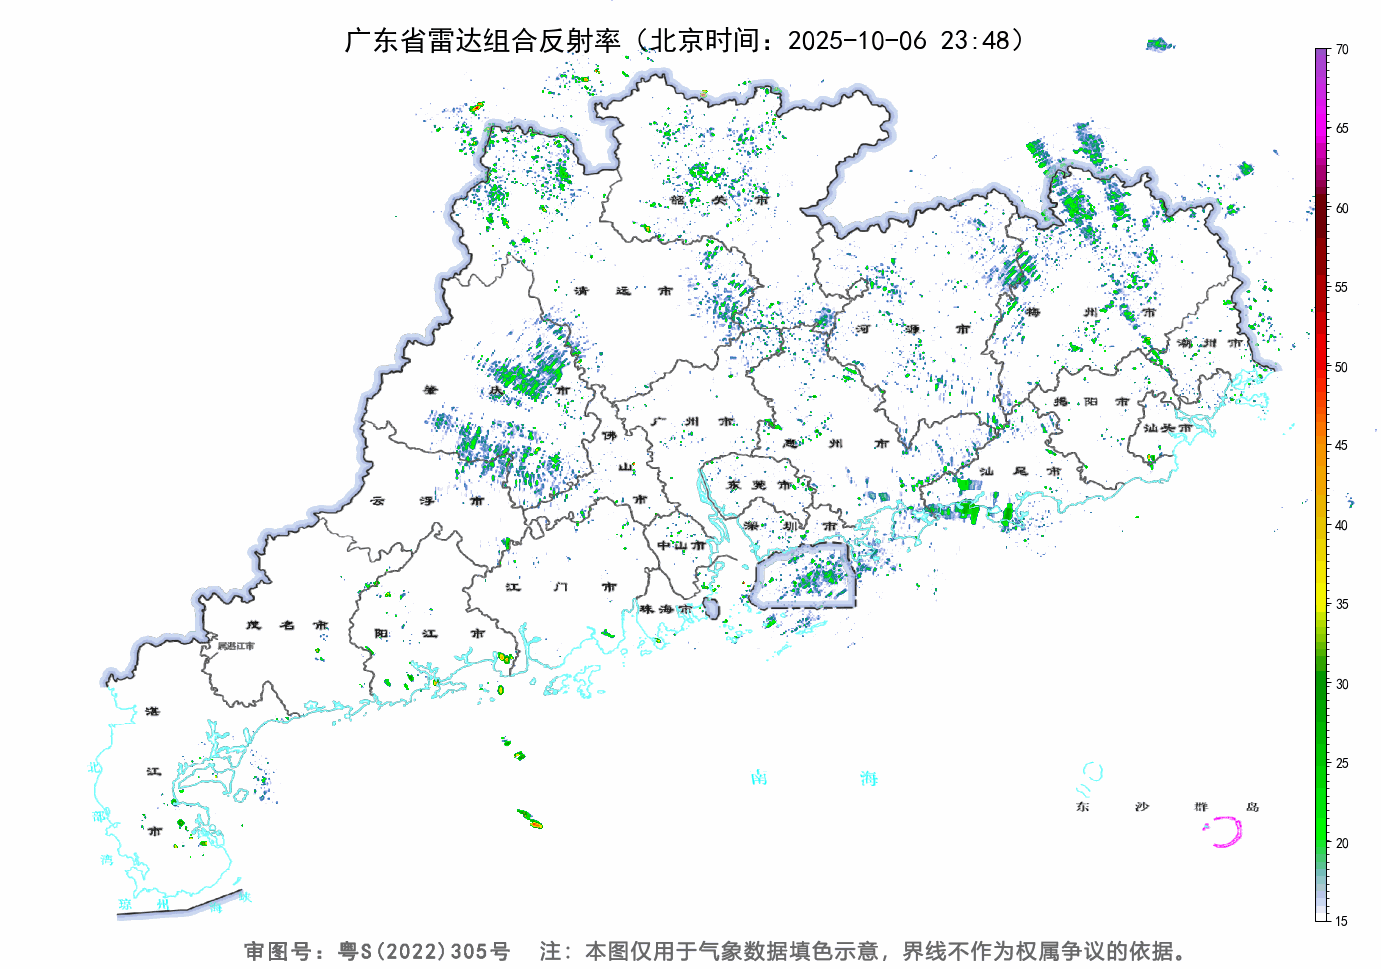 广东省雷达组合反射率（北京时间：2025-10-06 23:48）
70
65
60
55
50
45
40
35
30
25
20
15
韶关市
清远市
河源市
梅州市
潮州市
肇庆市
广州市
佛山市
惠州市
揭阳市
汕头市
汕尾市
东莞市
云浮市
深圳市
中山市
江门市
珠海市
茂名市
阳江市
属湛江市
湛江市
南海
东沙群岛
北部湾
琼州海峡
审图号：粤S(2022)305号 注：本图仅用于气象数据填色示意，界线不作为权属争议的依据。